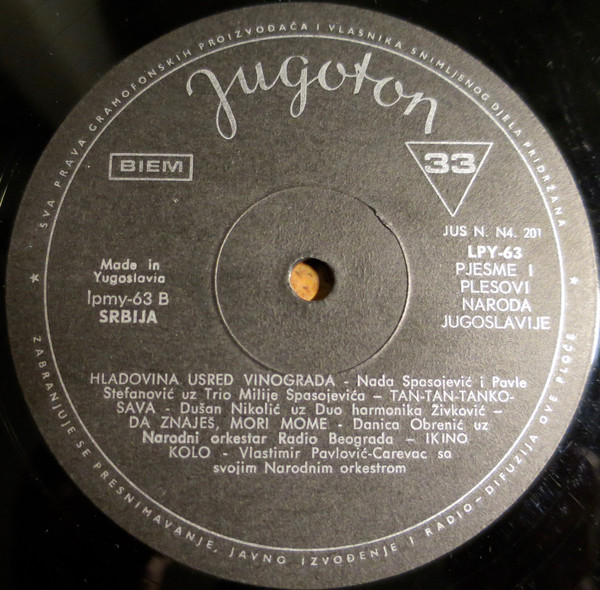 SVA PRAVA GRAMOFONSKIH PROIZVOĐAČA I VLASNIKA SNIMLJENOG DJELA PRIDRŽANA
Jugoton
BIEM
33
JUS N. N4. 201
LPY-63
PJESME I
PLESOVI
NARODA
JUGOSLAVIJE
Made in
Yugoslavia
lpmy-63 B
SRBIJA
HLADOVINA USRED VINOGRADA - Nada Spasojević i Pavle
Stefanović uz Trio Milije Spasojevića - TAN-TAN-TANKO-
SAVA - Dušan Nikolić uz Duo harmonika Živković -
DA ZNAJEŠ, MORI MOME - Danica Obrenić uz
Narodni orkestar Radio Beograda - IKINO
KOLO - Vlastimir Pavlović-Carevac sa
svojim Narodnim orkestrom
ZABRANJUJE SE PRESNIMAVANJE, JAVNO IZVOĐENJE I RADIO-DIFUZIJA OVE PLOČE